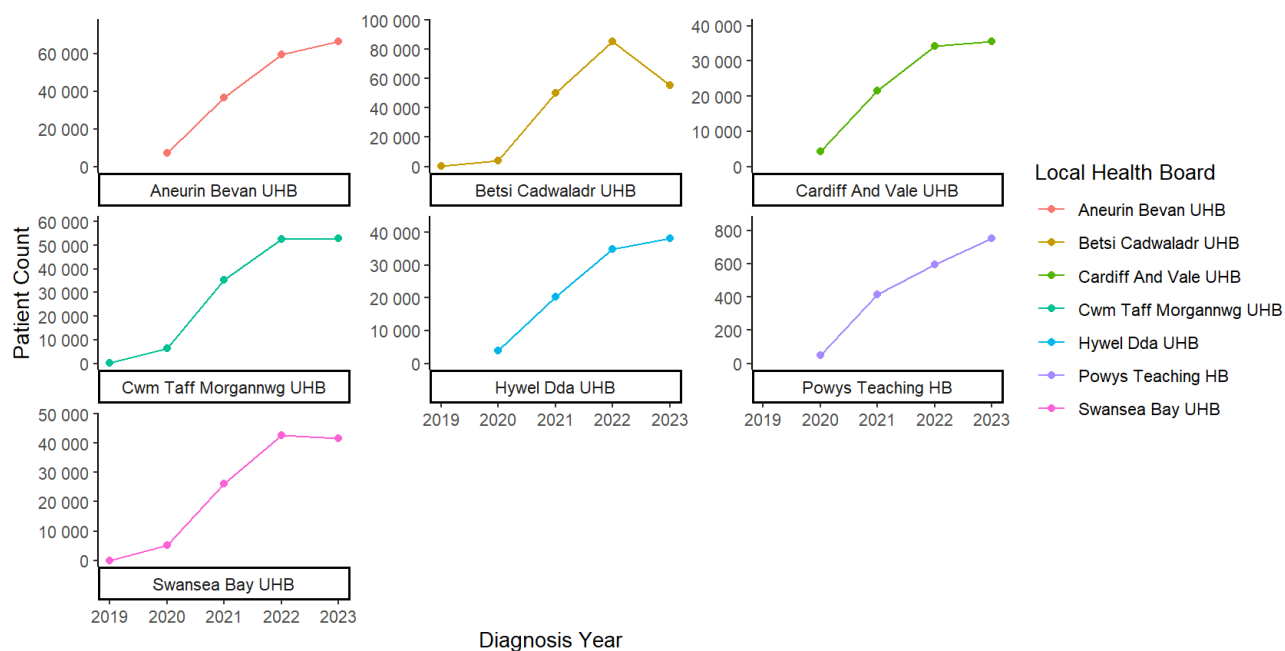 60 000
40 000
20 000
0
Aneurin Bevan UHB
100 000
80 000
60 000
40 000
20 000
0
Betsi Cadwaladr UHB
40 000
30 000
20 000
10 000
0
Cardiff And Vale UHB
Patient Count
60 000
50 000
40 000
30 000
20 000
10 000
0
Cwm Taff Morgannwg UHB
40 000
30 000
20 000
10 000
0
Hywel Dda UHB
2019 2020 2021 2022 2023
800
600
400
200
0
Powys Teaching HB
2019 2020 2021 2022 2023
50 000
40 000
30 000
20 000
10 000
0
Swansea Bay UHB
2019 2020 2021 2022 2023
Diagnosis Year
Local Health Board
Aneurin Bevan UHB
Betsi Cadwaladr UHB
Cardiff And Vale UHB
Cwm Taff Morgannwg UHB
Hywel Dda UHB
Powys Teaching HB
Swansea Bay UHB